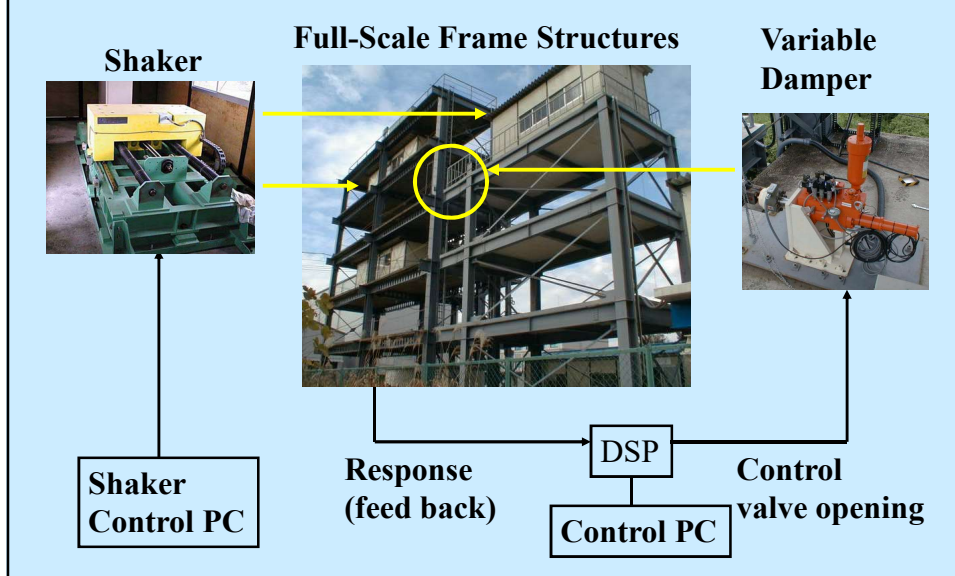 Shaker
Full-Scale Frame Structures
Variable
Damper
Response
(feed back)
DSP
Control
valve opening
Shaker
Control PC
Control PC